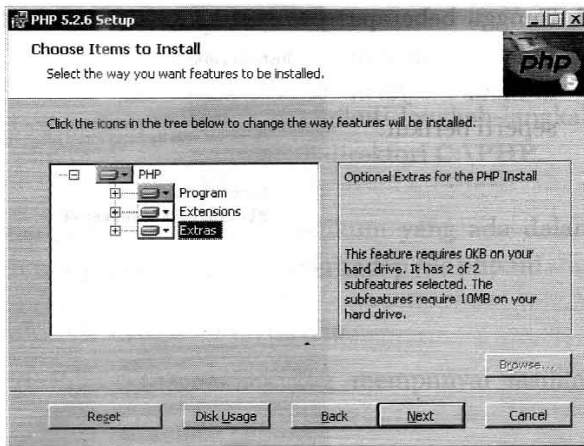 PHP 5.2.6 Setup
Choose Items to Install
Select the way you want features to be installed.
php
Click the icons in the tree below to change the way features will be installed.
PHP
Program
Extensions
Extras
Optional Extras for the PHP Install
This feature requires 0KB on your
hard drive. It has 2 of 2
subfeatures selected. The
subfeatures require 10MB on your
hard drive.
Browse...
Reset
Disk Usage
Back
Next
Cancel